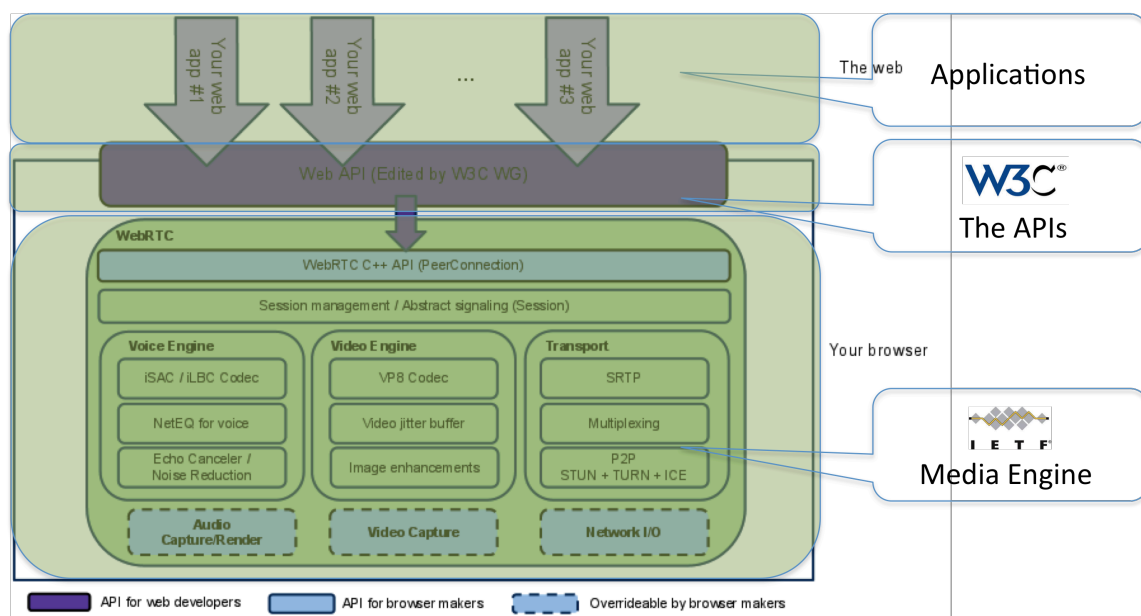 Your web
app #1
Your web
app #2
...
Your web
app #3
The web
Applications
Web API (Edited by W3C WG)
W3C®
The APIs
WebRTC
WebRTC C++ API (PeerConnection)
Session management / Abstract signaling (Session)
Your browser
Voice Engine
iSAC / iLBC Codec
NetEQ for voice
Echo Canceler /
Noise Reduction
Video Engine
VP8 Codec
Video jitter buffer
Image enhancements
Transport
SRTP
Multiplexing
P2P
STUN + TURN + ICE
I E T F®
Media Engine
Audio
Capture/Render
Video Capture
Network I/O
API for web developers
API for browser makers
Overrideable by browser makers